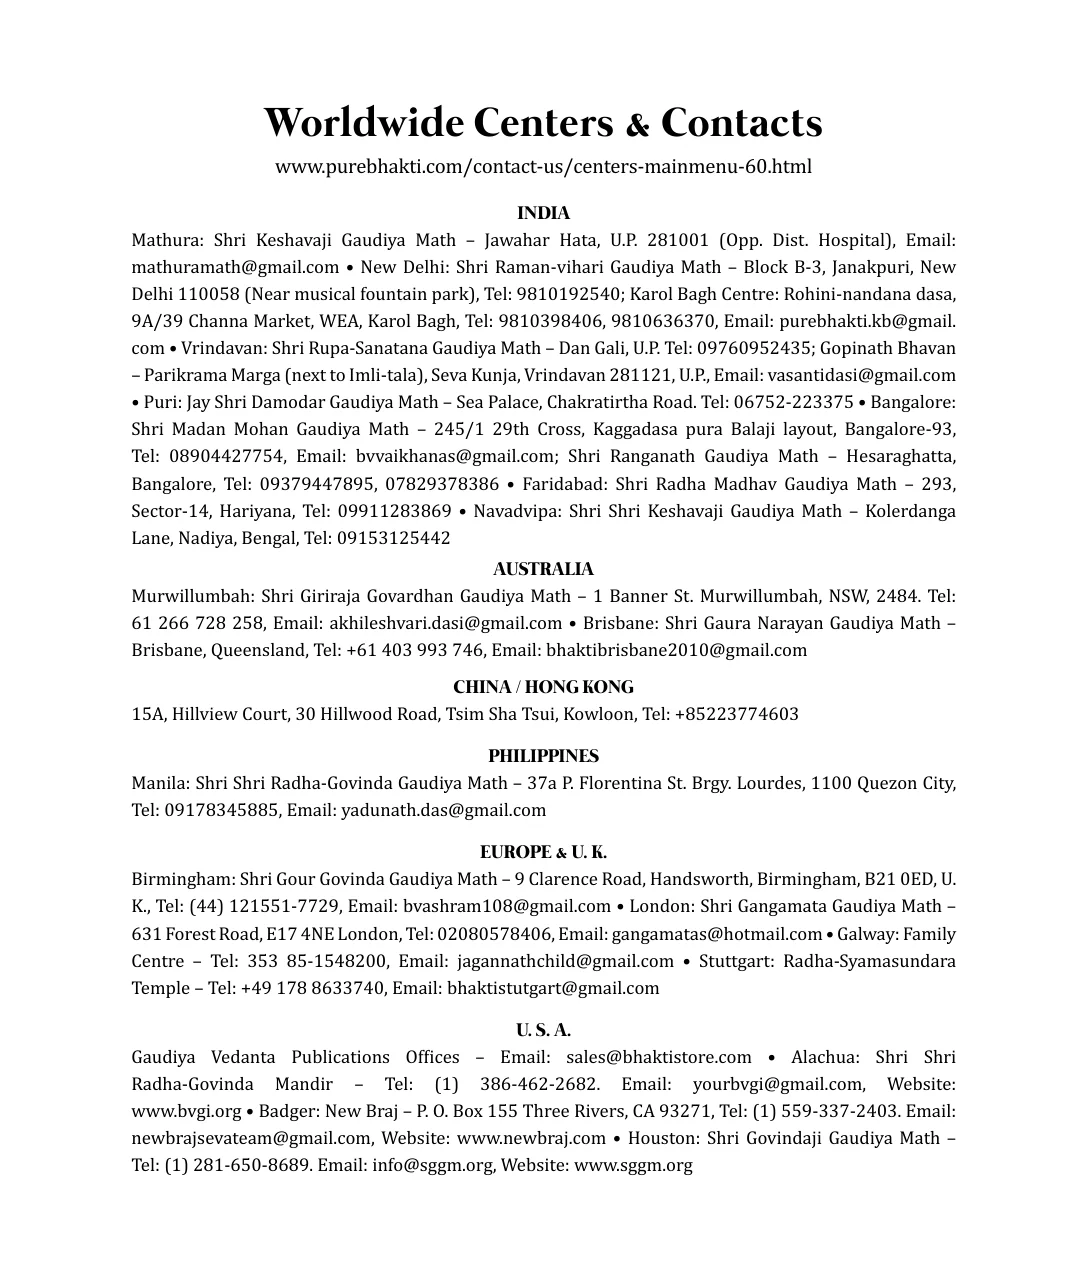 Worldwide Centers & Contacts
www.purebhakti.com/contact-us/centers-mainmenu-60.html
INDIA
Mathura: Shri Keshavaji Gaudiya Math – Jawahar Hata, U.P. 281001 (Opp. Dist. Hospital), Email:
mathuramath@gmail.com • New Delhi: Shri Raman-vihari Gaudiya Math – Block B-3, Janakpuri, New
Delhi 110058 (Near musical fountain park), Tel: 9810192540; Karol Bagh Centre: Rohini-nandana dasa,
9A/39 Channa Market, WEA, Karol Bagh, Tel: 9810398406, 9810636370, Email: purebhakti.kb@gmail.
com • Vrindavan: Shri Rupa-Sanatana Gaudiya Math – Dan Gali, U.P. Tel: 09760952435; Gopinath Bhavan
– Parikrama Marga (next to Imli-tala), Seva Kunja, Vrindavan 281121, U.P., Email: vasantidasi@gmail.com
• Puri: Jay Shri Damodar Gaudiya Math – Sea Palace, Chakratirtha Road. Tel: 06752-223375 • Bangalore:
Shri Madan Mohan Gaudiya Math – 245/1 29th Cross, Kaggadasa pura Balaji layout, Bangalore-93,
Tel: 08904427754, Email: bvvaikhanas@gmail.com; Shri Ranganath Gaudiya Math – Hesaraghatta,
Bangalore, Tel: 09379447895, 07829378386 • Faridabad: Shri Radha Madhav Gaudiya Math – 293,
Sector-14, Hariyana, Tel: 09911283869 • Navadvipa: Shri Shri Keshavaji Gaudiya Math – Kolerdanga
Lane, Nadiya, Bengal, Tel: 09153125442
AUSTRALIA
Murwillumbah: Shri Giriraja Govardhan Gaudiya Math – 1 Banner St. Murwillumbah, NSW, 2484. Tel:
61 266 728 258, Email: akhileshvari.dasi@gmail.com • Brisbane: Shri Gaura Narayan Gaudiya Math –
Brisbane, Queensland, Tel: +61 403 993 746, Email: bhaktibrisbane2010@gmail.com
CHINA / HONG KONG
15A, Hillview Court, 30 Hillwood Road, Tsim Sha Tsui, Kowloon, Tel: +85223774603
PHILIPPINES
Manila: Shri Shri Radha-Govinda Gaudiya Math – 37a P. Florentina St. Brgy. Lourdes, 1100 Quezon City,
Tel: 09178345885, Email: yadunath.das@gmail.com
EUROPE & U. K.
Birmingham: Shri Gour Govinda Gaudiya Math – 9 Clarence Road, Handsworth, Birmingham, B21 0ED, U.
K., Tel: (44) 121551-7729, Email: bvashram108@gmail.com • London: Shri Gangamata Gaudiya Math –
631 Forest Road, E17 4NE London, Tel: 02080578406, Email: gangamatas@hotmail.com • Galway: Family
Centre – Tel: 353 85-1548200, Email: jagannathchild@gmail.com • Stuttgart: Radha-Syamasundara
Temple – Tel: +49 178 8633740, Email: bhaktistutgart@gmail.com
U. S. A.
Gaudiya Vedanta Publications Offices – Email: sales@bhaktistore.com • Alachua: Shri Shri
Radha-Govinda Mandir – Tel: (1) 386-462-2682. Email: yourbvgi@gmail.com, Website:
www.bvgi.org • Badger: New Braj – P. O. Box 155 Three Rivers, CA 93271, Tel: (1) 559-337-2403. Email:
newbrajsevateam@gmail.com, Website: www.newbraj.com • Houston: Shri Govindaji Gaudiya Math –
Tel: (1) 281-650-8689. Email: info@sggm.org, Website: www.sggm.org